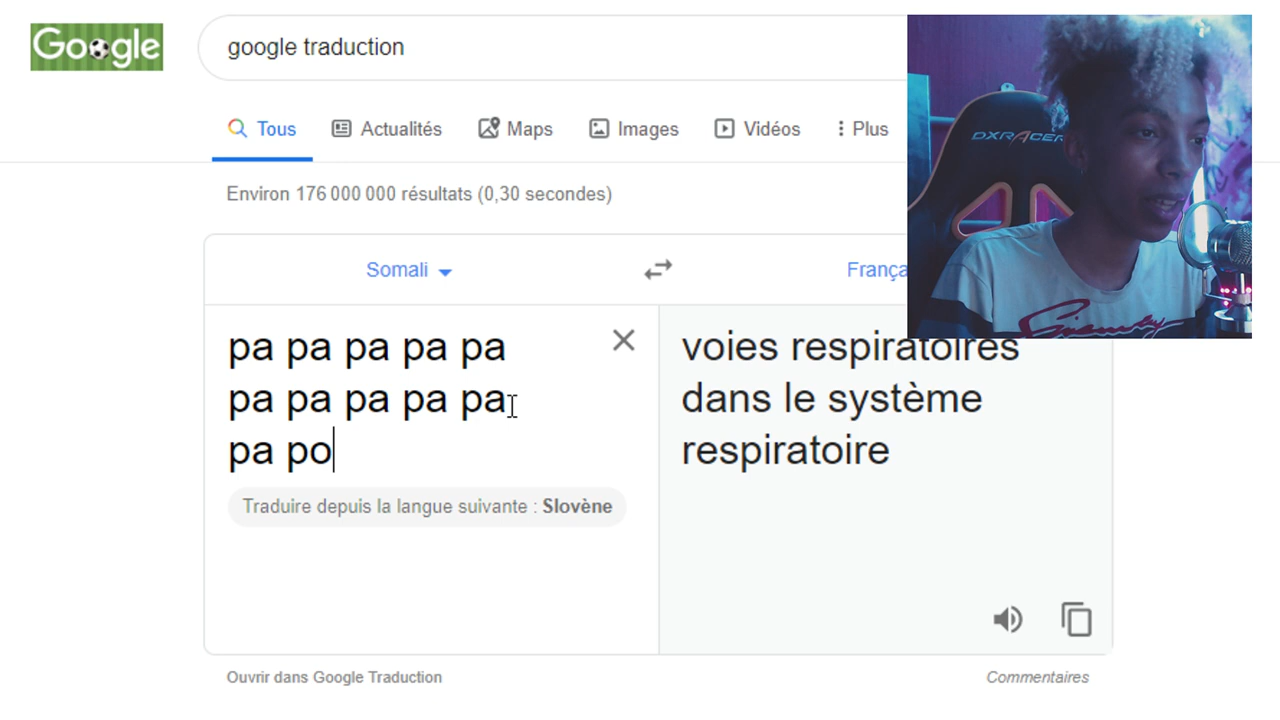 Google
google traduction
Tous Actualités Maps Images Vidéos Plus
Environ 176 000 000 résultats (0,30 secondes)
DXRACER
Somali
França
pa pa pa pa pa
pa pa pa pa pa
pa po
voies respiratoires
dans le système
respiratoire
Traduire depuis la langue suivante : Slovène
Ouvrir dans Google Traduction
Commentaires